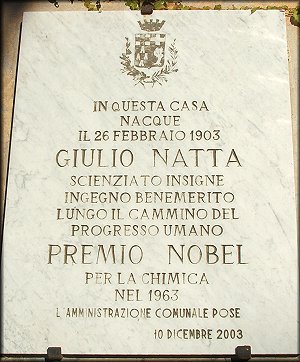 IN QUESTA CASA
NACQUE
IL 26 FEBBRAIO 1903
GIULIO NATTA
SCIENZIATO INSIGNE
INGEGNO BENEMERITO
LUNGO IL CAMMINO DEL
PROGRESSO UMANO
PREMIO NOBEL
PER LA CHIMICA
NEL 1963
L AMMINISTRAZIONE COMUNALE POSE
10 DICEMBRE 2003